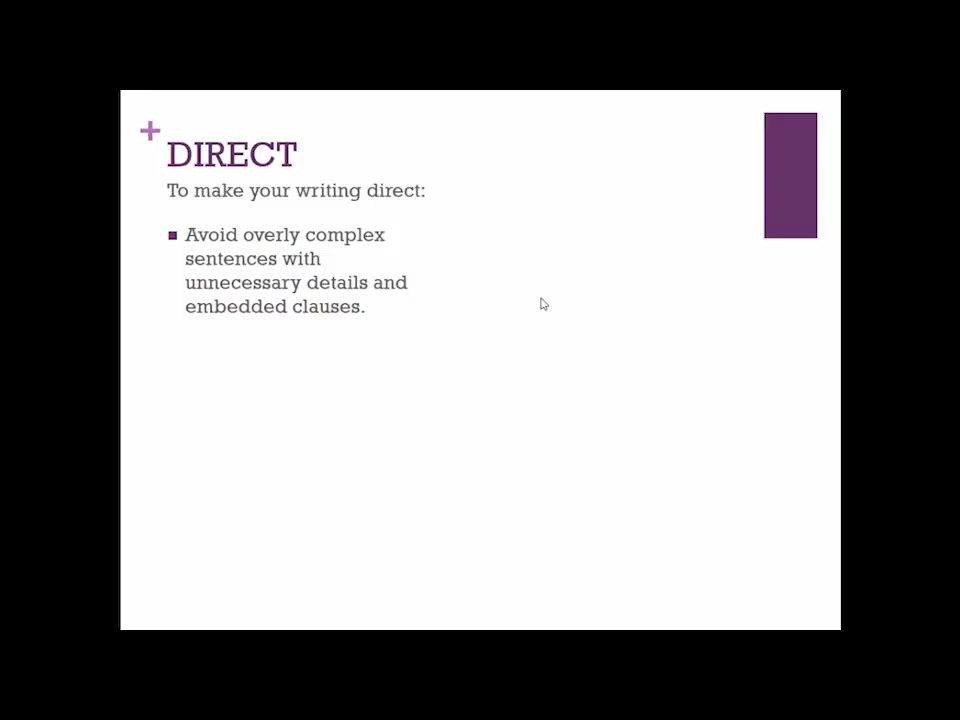 +
DIRECT
To make your writing direct:
Avoid overly complex
sentences with
unnecessary details and
embedded clauses.